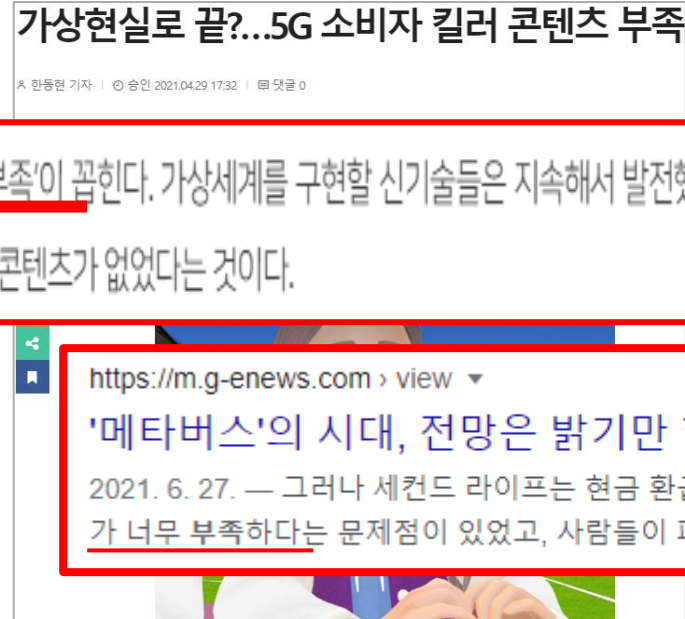 가상현실로 끝?...5G 소비자 킬러 콘텐츠 부족
한동현 기자 승인 2021.04.29 17:32 댓글 0
부족'이 꼽힌다. 가상세계를 구현할 신기술들은 지속해서 발전했
콘텐츠가 없었다는 것이다.
https://m.g-enews.com › view
'메타버스'의 시대, 전망은 밝기만
2021. 6. 27. — 그러나 세컨드 라이프는 현금 환급
가 너무 부족하다는 문제점이 있었고, 사람들이